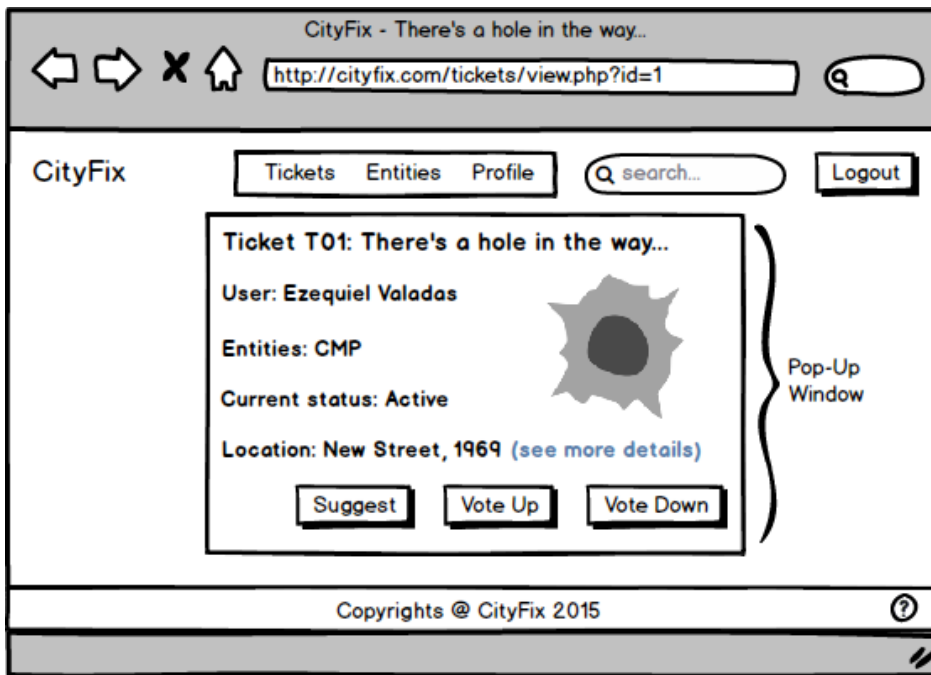 CityFix - There's a hole in the way...
http://cityfix.com/tickets/view.php?id=1
CityFix
Tickets Entities Profile
search...
Logout
Ticket T01: There's a hole in the way...
User: Ezequiel Valadas
Entities: CMP
Current status: Active
Location: New Street, 1969 (see more details)
Suggest Vote Up Vote Down
Pop-Up
Window
Copyrights @ CityFix 2015
?